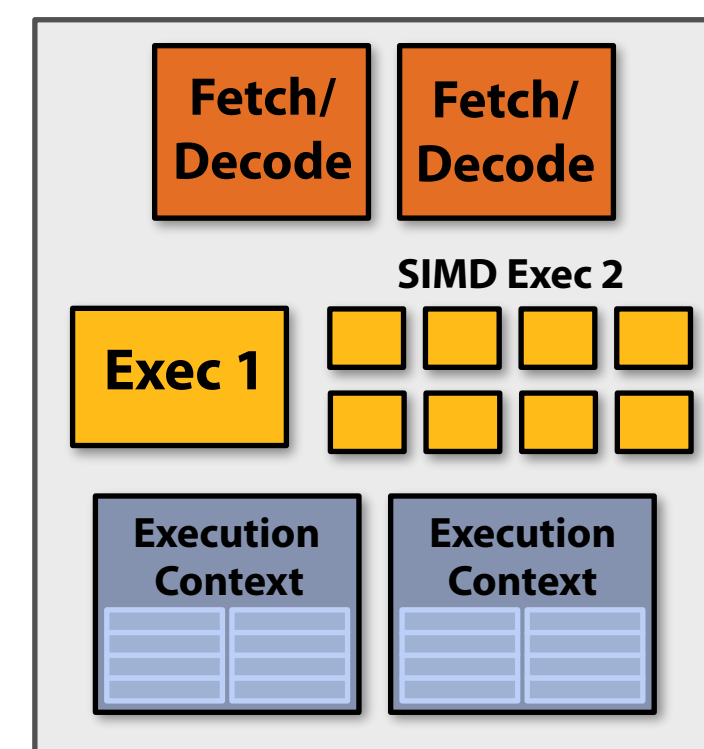 Fetch/
Decode
Fetch/
Decode
SIMD Exec 2
Exec 1
Execution
Context
Execution
Context